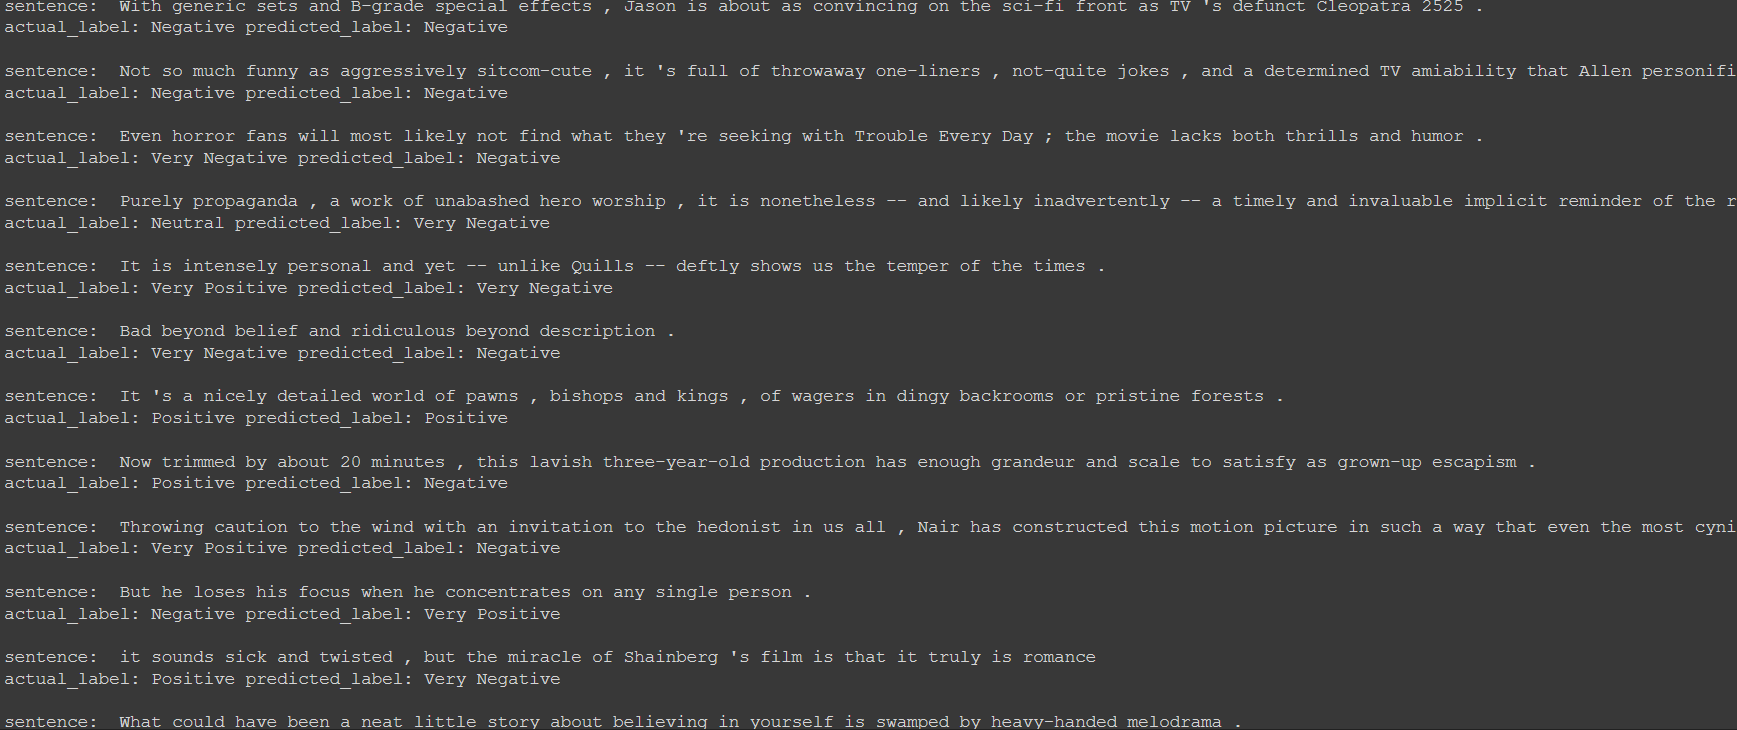 sentence:  With generic sets and B-grade special effects , Jason is about as convincing on the sci-fi front as TV 's defunct Cleopatra 2525 .
actual_label: Negative predicted_label: Negative
sentence:  Not so much funny as aggressively sitcom-cute , it 's full of throwaway one-liners , not-quite jokes , and a determined TV amiability that Allen personifi
actual_label: Negative predicted_label: Negative
sentence:  Even horror fans will most likely not find what they 're seeking with Trouble Every Day ; the movie lacks both thrills and humor .
actual_label: Very Negative predicted_label: Negative
sentence:  Purely propaganda , a work of unabashed hero worship , it is nonetheless -- and likely inadvertently -- a timely and invaluable implicit reminder of the r
actual_label: Neutral predicted_label: Very Negative
sentence:  It is intensely personal and yet -- unlike Quills -- deftly shows us the temper of the times .
actual_label: Very Positive predicted_label: Very Negative
sentence:  Bad beyond belief and ridiculous beyond description .
actual_label: Very Negative predicted_label: Negative
sentence:  It 's a nicely detailed world of pawns , bishops and kings , of wagers in dingy backrooms or pristine forests .
actual_label: Positive predicted_label: Positive
sentence:  Now trimmed by about 20 minutes , this lavish three-year-old production has enough grandeur and scale to satisfy as grown-up escapism .
actual_label: Positive predicted_label: Negative
sentence:  Throwing caution to the wind with an invitation to the hedonist in us all , Nair has constructed this motion picture in such a way that even the most cyni
actual_label: Very Positive predicted_label: Negative
sentence:  But he loses his focus when he concentrates on any single person .
actual_label: Negative predicted_label: Very Positive
sentence:  it sounds sick and twisted , but the miracle of Shainberg 's film is that it truly is romance
actual_label: Positive predicted_label: Very Negative
sentence:  What could have been a neat little story about believing in yourself is swamped by heavy-handed melodrama .